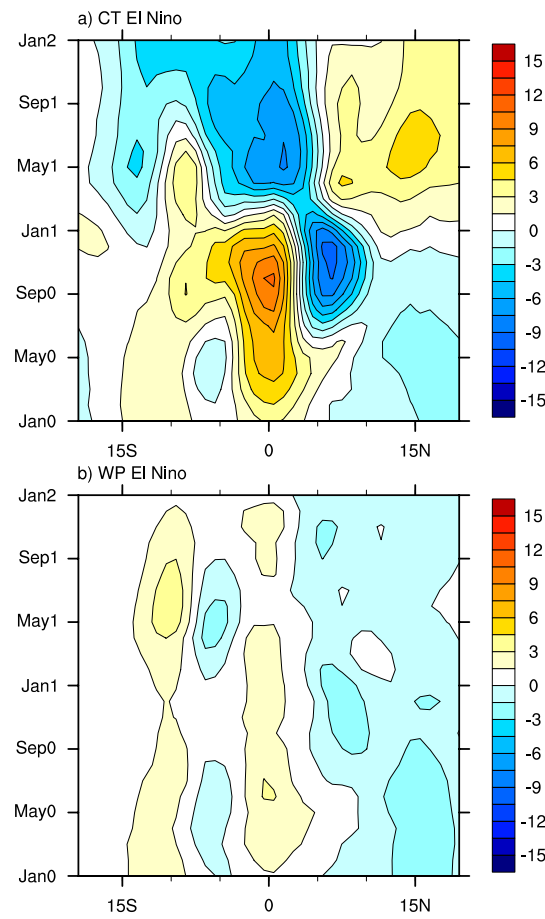 a) CT El Nino
Jan2
Sep1
May1
Jan1
Sep0
May0
Jan0
15S 0 15N
15
12
9
6
3
0
-3
-6
-9
-12
-15
b) WP El Nino
Jan2
Sep1
May1
Jan1
Sep0
May0
Jan0
15S 0 15N
15
12
9
6
3
0
-3
-6
-9
-12
-15